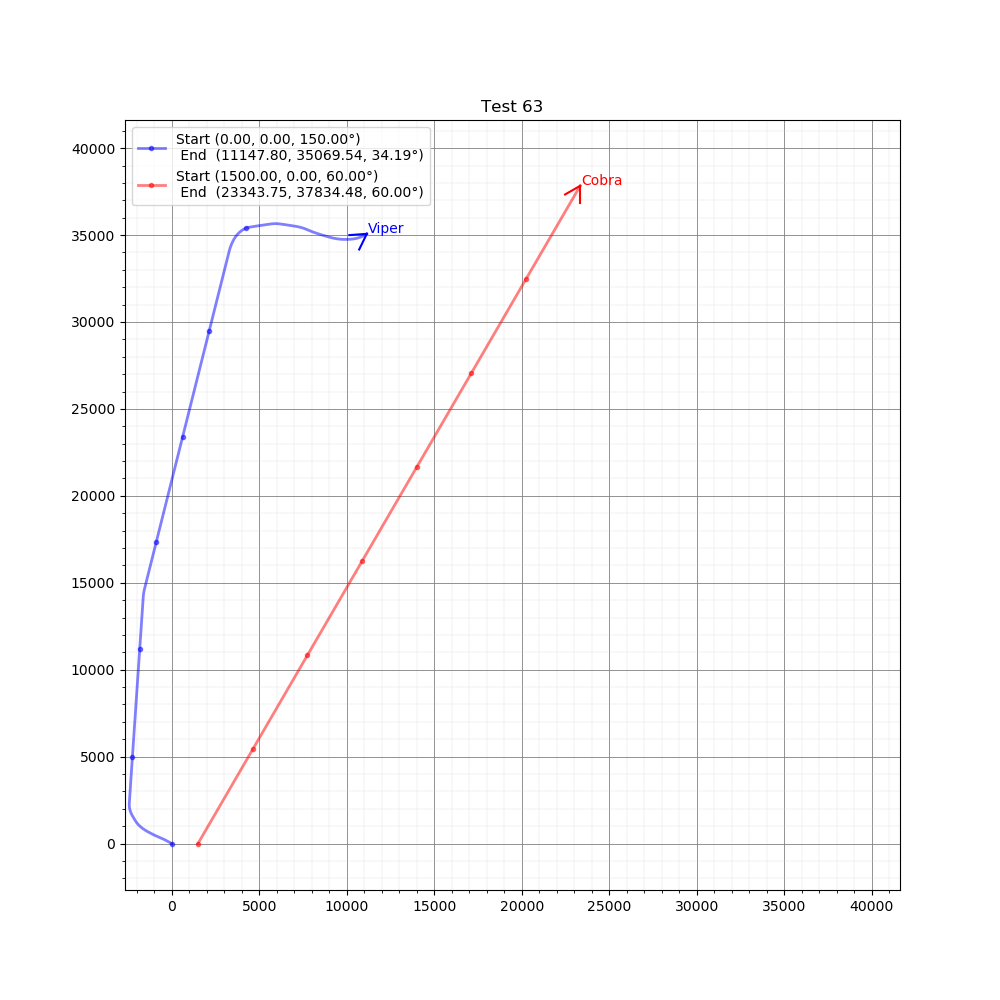 Test 63
Start (0.00, 0.00, 150.00°)
End  (11147.80, 35069.54, 34.19°)
Start (1500.00, 0.00, 60.00°)
End  (23343.75, 37834.48, 60.00°)
Cobra
Viper
40000
35000
30000
25000
20000
15000
10000
5000
0
0 5000 10000 15000 20000 25000 30000 35000 40000